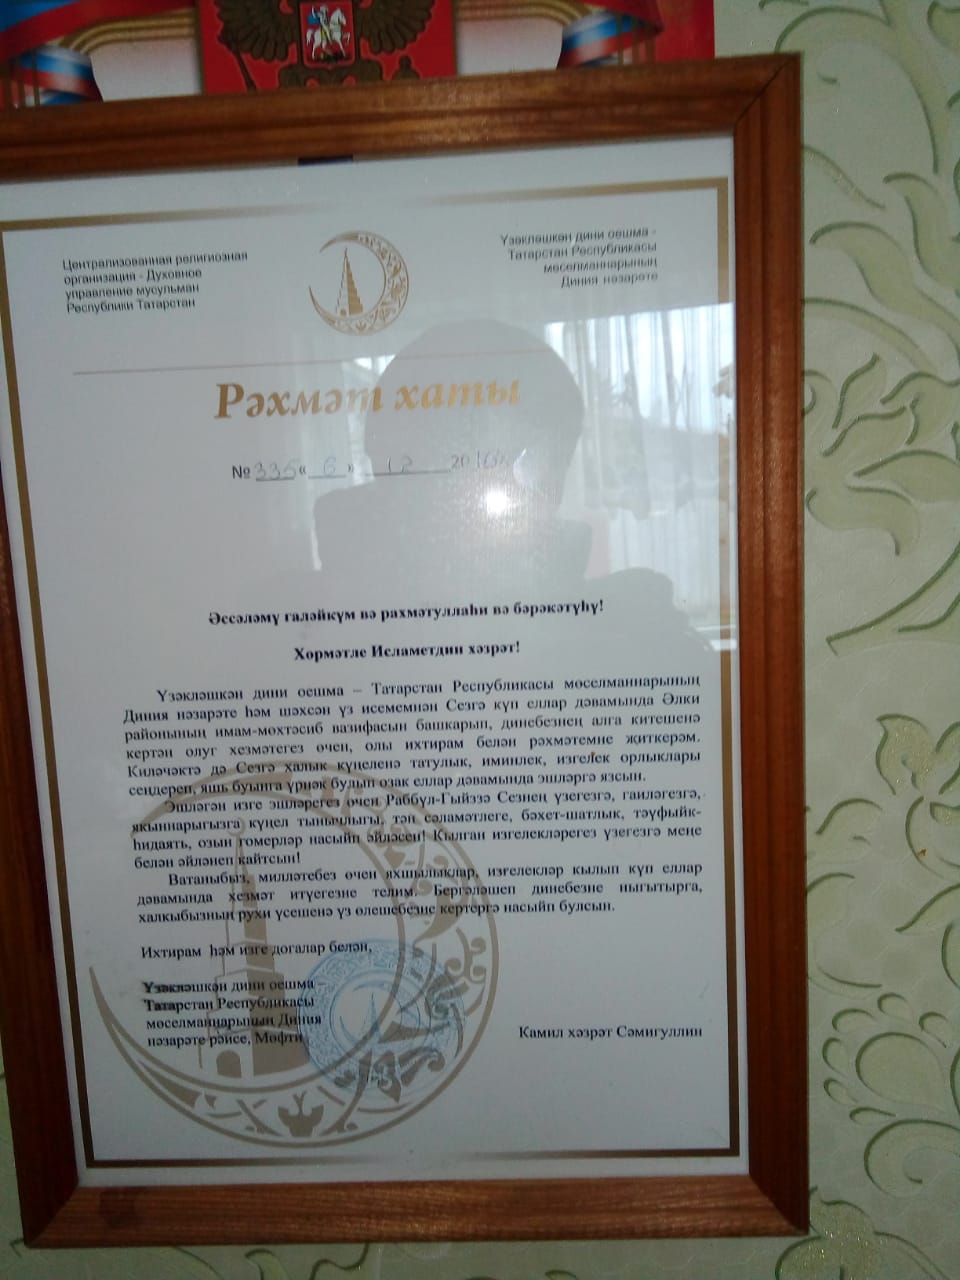 Централизованная религиозная
организация - Духовное
управление мусульман
Республики Татарстан
Үзәкләшкән дини оешма -
Татарстан Республикасы
мөселманнарының
Диния нәзарәте
Рәхмәт хаты
№ 335 « 6 » 12 2016
Әссәләмү галәйкүм вә рахмәтуллаһи вә бәрәкәтүһү!
Хөрмәтле Исламетдин хәзрәт!
Үзәкләшкән дини оешма – Татарстан Республикасы мөселманнарының
Диния нәзарәте һәм шәхсән үз исемемнән Сезгә күп еллар дәвамында Әлки
районының имам-мөхтәсиб вазифасын башкарып, динебезнең алга китешенә
керткән олуг хезмәтегез өчен, олы ихтирам белән рәхмәтемне җиткерәм.
Киләчәктә дә Сезгә халык күңеленә татулык, иминлек, изгелек орлыклары
сеңдереп, яшь буынга үрнәк булып озак еллар дәвамында эшләргә язсын.
Эшләгән изге эшләрегез өчен Раббүл-Гыйззә Сезнең үзегезгә, гаиләгезгә,
якыннарыгызга күңел тынычлыгы, тән сәламәтлеге, бәхет-шатлык, тәүфыйк-
һидаять, озын гомерләр насыйп әйләсен! Кылган изгелекләрегез үзегезгә меңе
белән әйләнеп кайтсын!
Ватаныбыз, милләтебез өчен яхшылыклар, изгелекләр кылып күп еллар
дәвамында хезмәт итүегезне телим. Бергәләшеп динебезне ныгытырга,
халкыбызның рухи үсешенә үз өлешебезне кертергә насыйп булсын.
Ихтирам һәм изге догалар белән,
Үзәкләшкән дини оешма –
Татарстан Республикасы
мөселманнарының Диния
нәзарәте рәисе, Мөфти
Камил хәзрәт Сәмигуллин